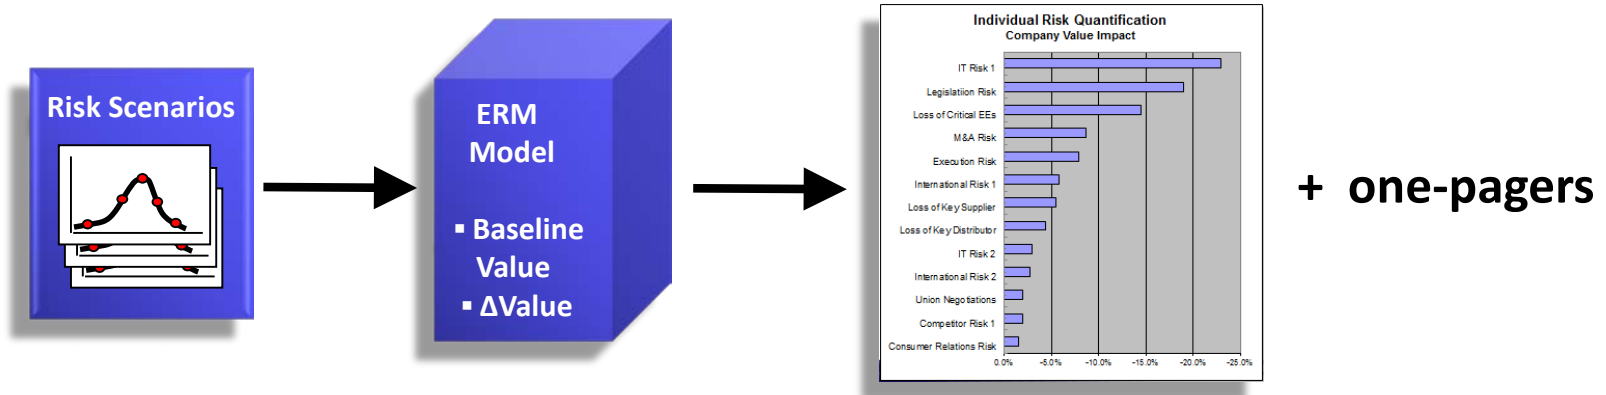 Risk Scenarios
ERM
Model
▪ Baseline
Value
▪ ΔValue
Individual Risk Quantification
Company Value Impact
IT Risk 1
Legislatiion Risk
Loss of Critical EEs
M&A Risk
Execution Risk
International Risk 1
Loss of Key Supplier
Loss of Key Distributor
IT Risk 2
International Risk 2
Union Negotiations
Competitor Risk 1
Consumer Relations Risk
0.0% -5.0% -10.0% -15.0% -20.0% -25.0%
+ one-pagers